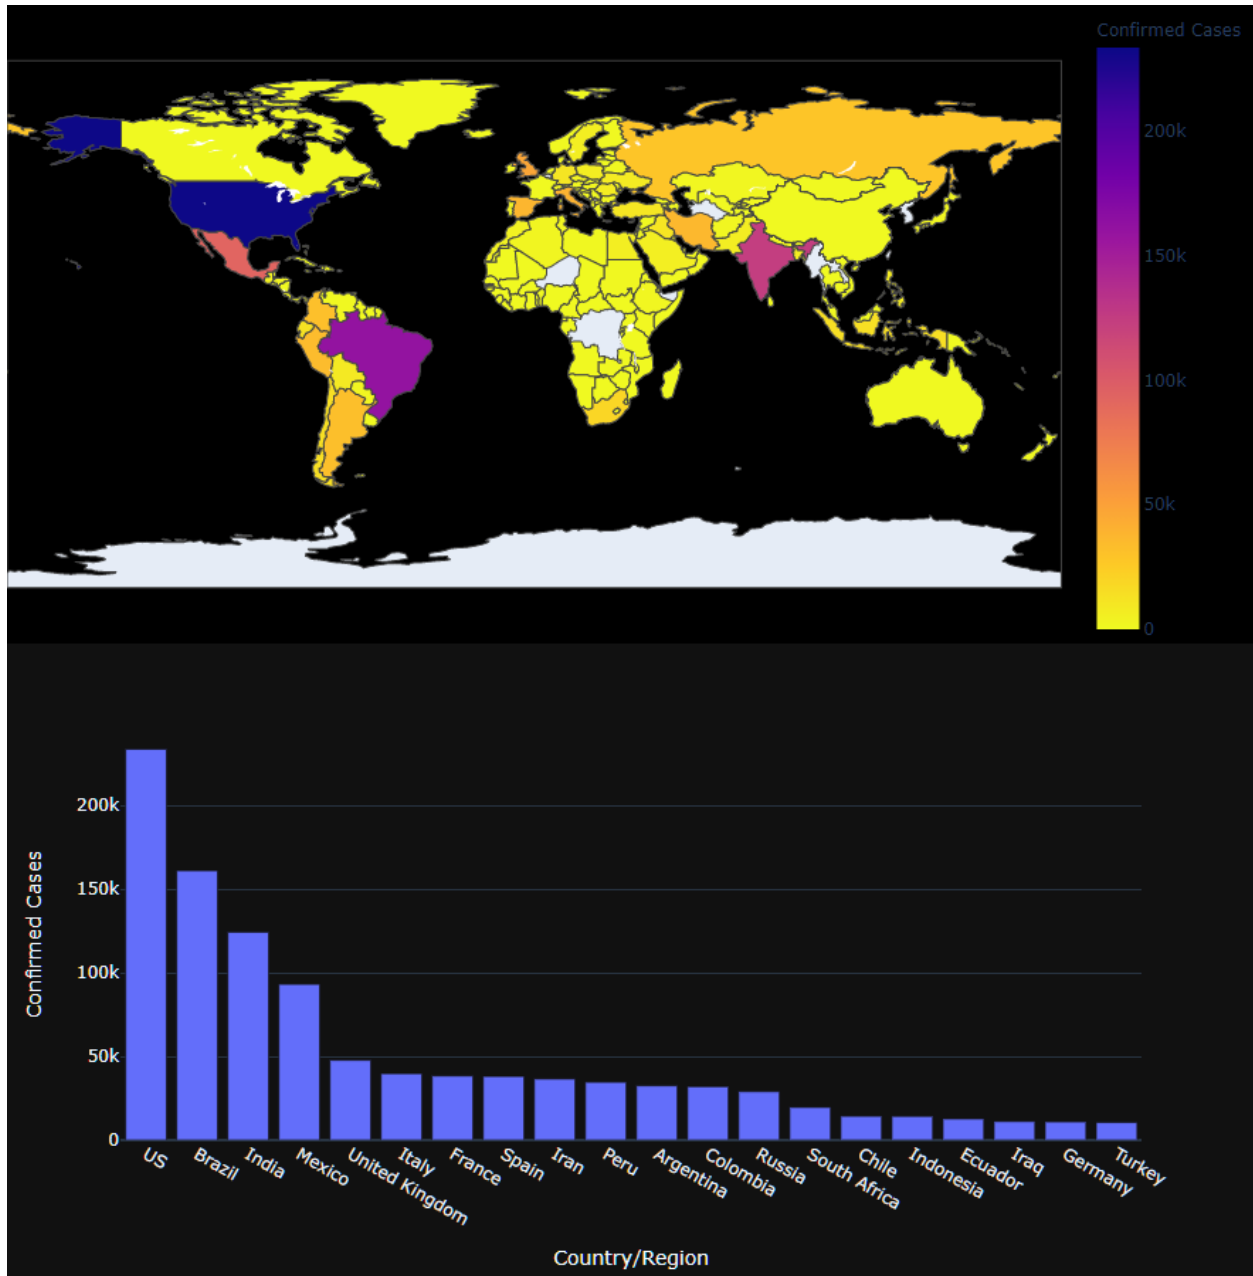 Confirmed Cases
200k
150k
100k
50k
0
200k
150k
100k
50k
0
Confirmed Cases
US
Brazil
India
Mexico
United Kingdom
Italy
France
Spain
Iran
Peru
Argentina
Colombia
Russia
South Africa
Chile
Indonesia
Ecuador
Iraq
Germany
Turkey
Country/Region